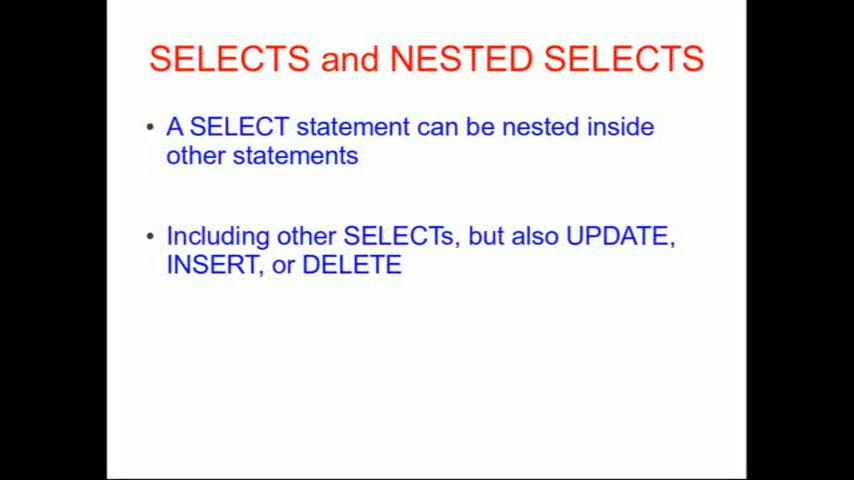 SELECTS and NESTED SELECTS
• A SELECT statement can be nested inside
other statements
• Including other SELECTs, but also UPDATE,
INSERT, or DELETE